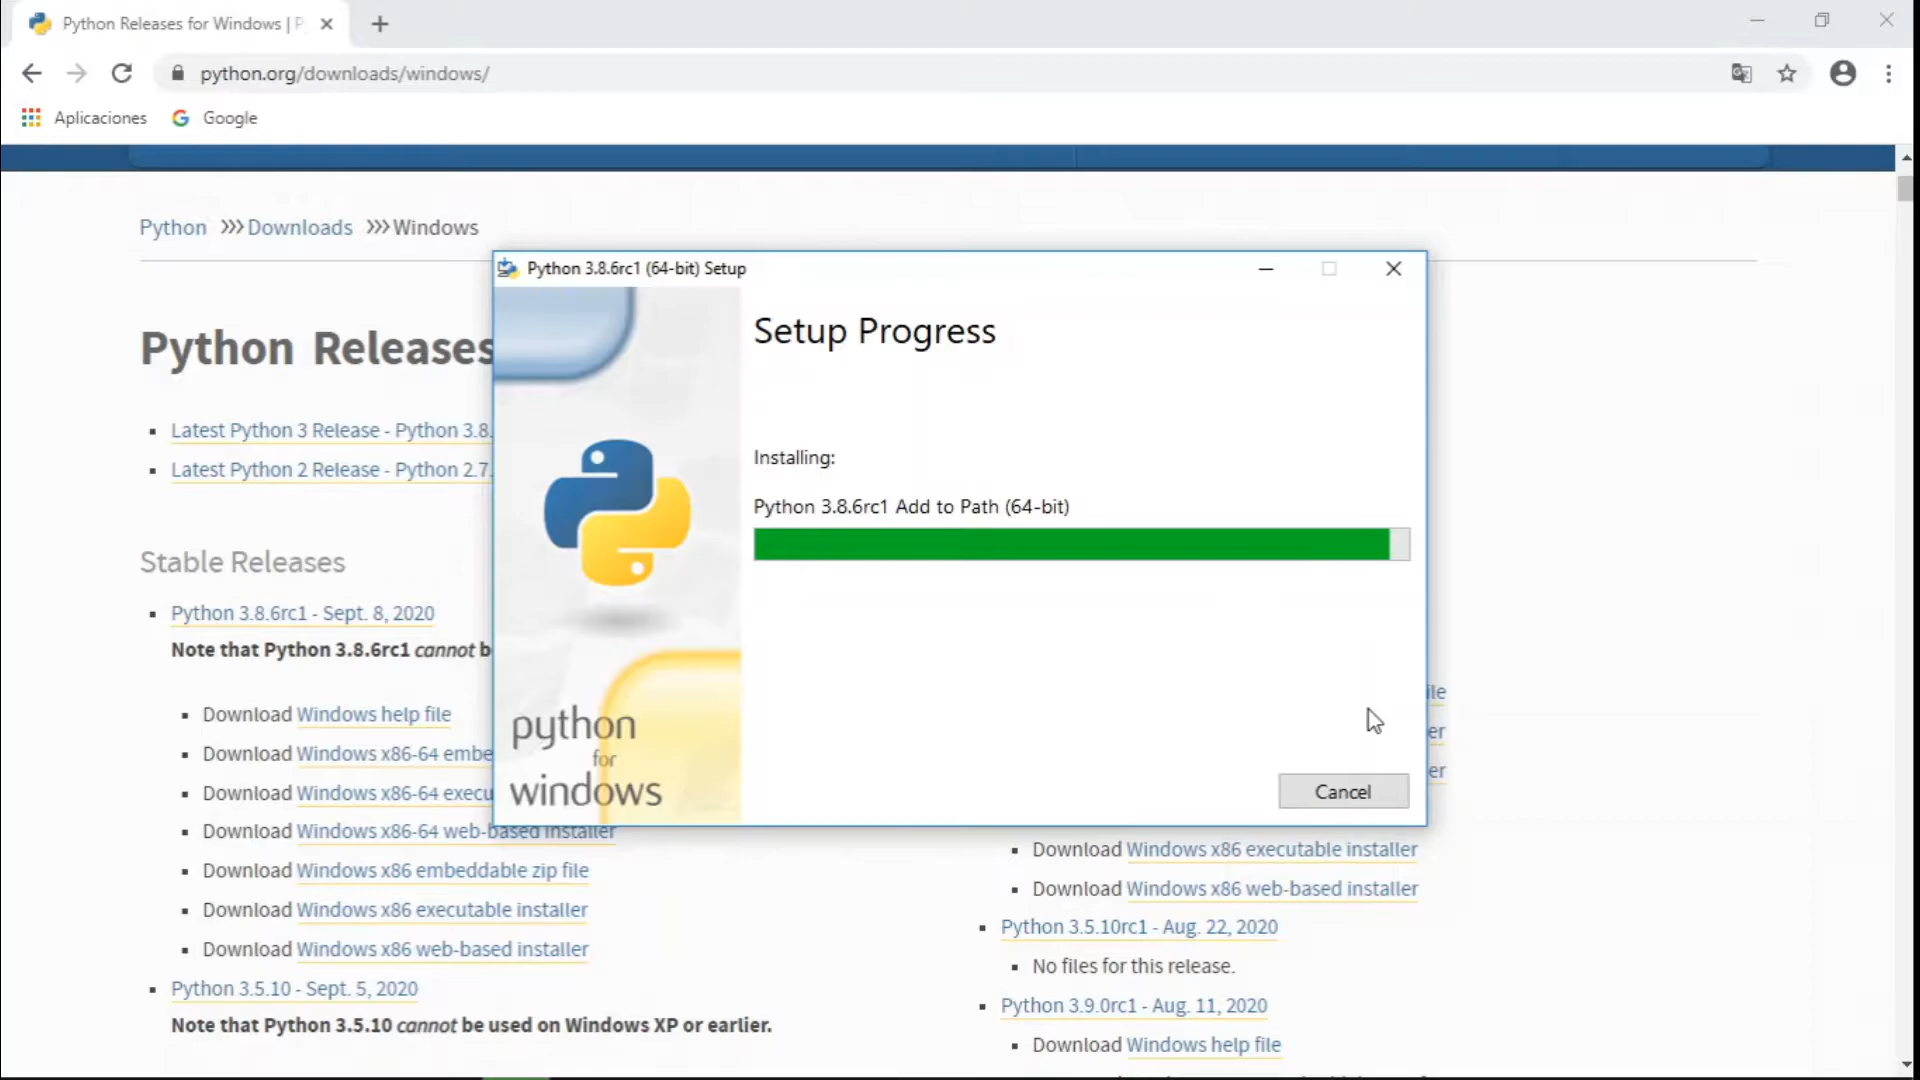 Python Releases for Windows | P
python.org/downloads/windows/
Aplicaciones
Google
Python >>> Downloads >>> Windows
Python Releases
Latest Python 3 Release - Python 3.8.
Latest Python 2 Release - Python 2.7.
Stable Releases
Python 3.8.6rc1 - Sept. 8, 2020
Note that Python 3.8.6rc1 cannot b
Download Windows help file
Download Windows x86-64 embe
Download Windows x86-64 execu
Download Windows x86-64 web-based installer
Download Windows x86 embeddable zip file
Download Windows x86 executable installer
Download Windows x86 web-based installer
Python 3.5.10 - Sept. 5, 2020
Note that Python 3.5.10 cannot be used on Windows XP or earlier.
Python 3.8.6rc1 (64-bit) Setup
Setup Progress
Installing:
Python 3.8.6rc1 Add to Path (64-bit)
python
for
windows
Cancel
ile
er
er
Download Windows x86 executable installer
Download Windows x86 web-based installer
Python 3.5.10rc1 - Aug. 22, 2020
No files for this release.
Python 3.9.0rc1 - Aug. 11, 2020
Download Windows help file